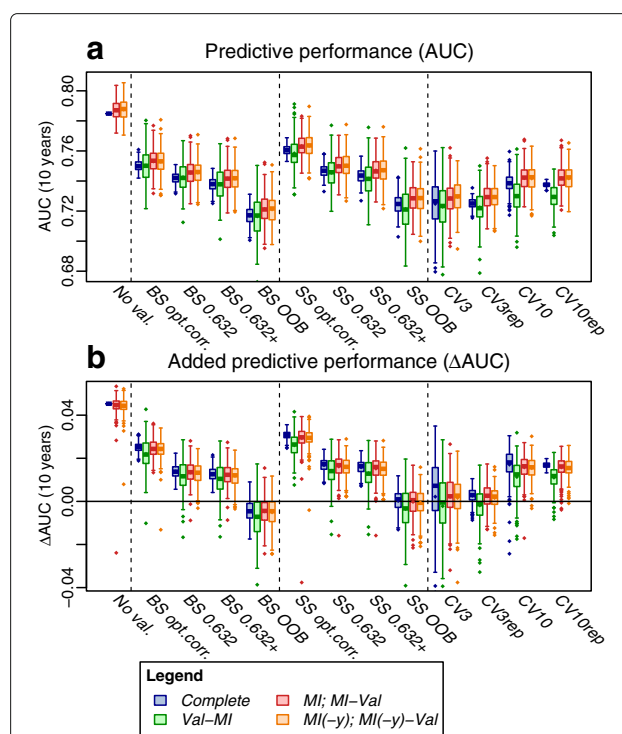 a Predictive performance (AUC)
AUC (10 years)
0.80
0.76
0.72
0.68
No val.
BS opt.corr.
BS 0.632
BS 0.632+
BS OOB
SS opt.corr.
SS 0.632
SS 0.632+
SS OOB
CV3
CV3rep
CV10
CV10rep
b Added predictive performance (ΔAUC)
ΔAUC (10 years)
0.04
0.00
−0.04
No val.
BS opt.corr.
BS 0.632
BS 0.632+
BS OOB
SS opt.corr.
SS 0.632
SS 0.632+
SS OOB
CV3
CV3rep
CV10
CV10rep
Legend
Complete
Val−MI
MI; MI−Val
MI(−y); MI(−y)−Val